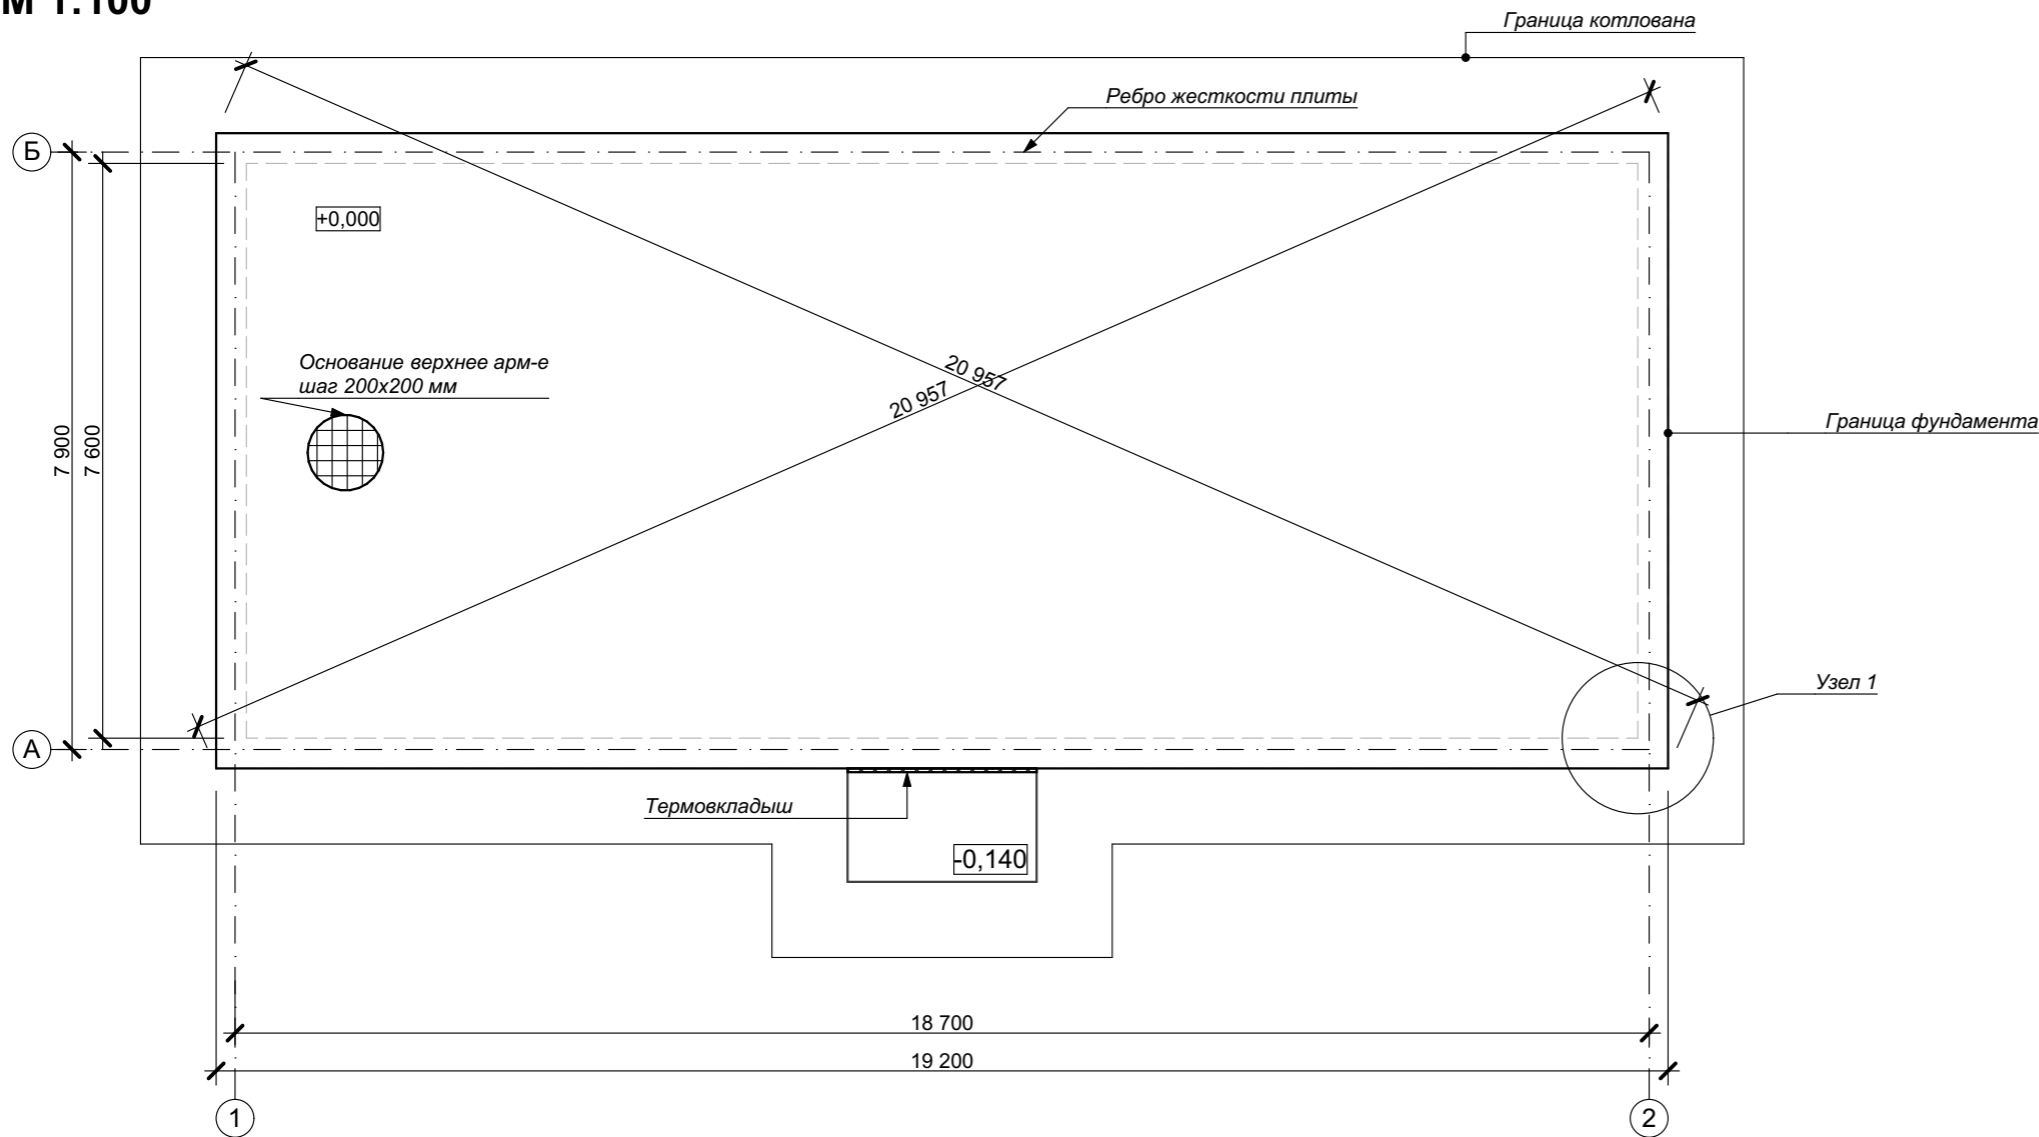 М 1:100
Граница котлована
Ребро жесткости плиты
Б
+0,000
Основание верхнее арм-е
шаг 200х200 мм
20 957
20 957
7 900
7 600
Граница фундамента
Узел 1
А
Термовкладыш
-0,140
18 700
19 200
1
2